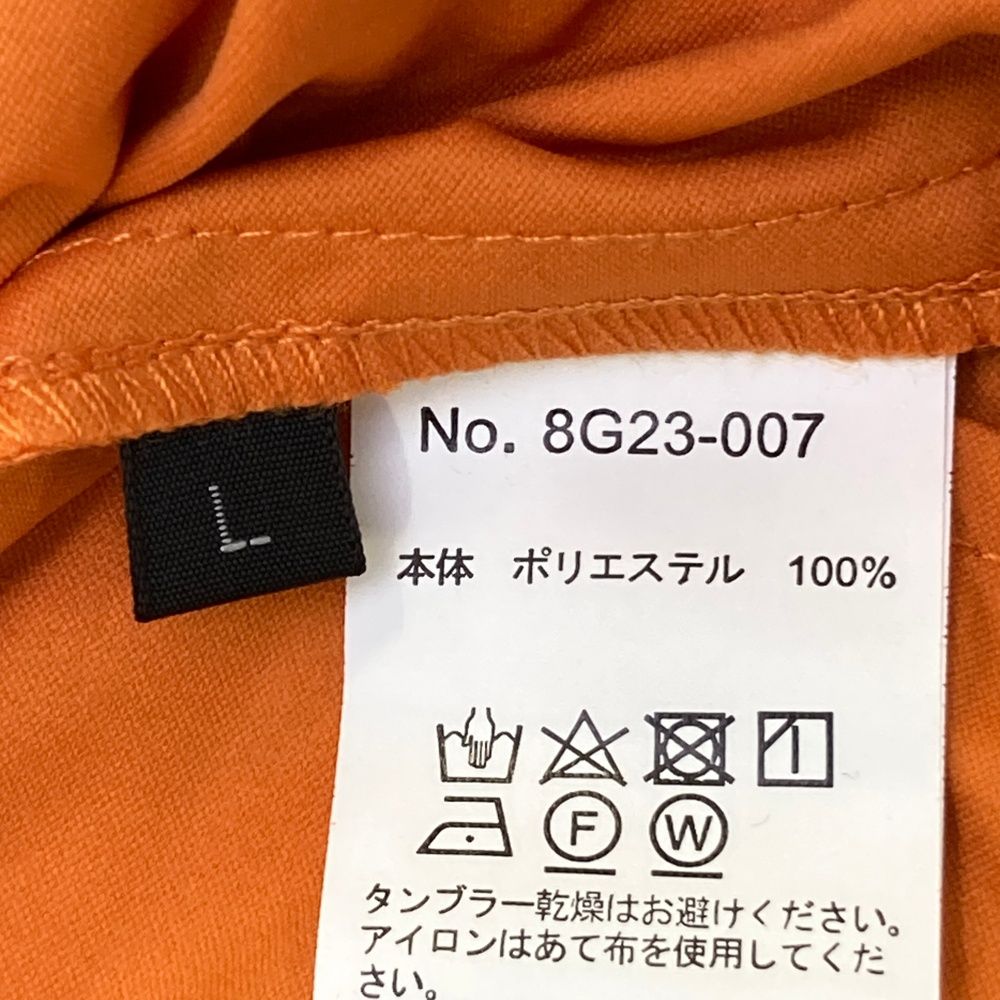 No. 8G23-007
L
本体 ポリエステル 100%
F W
タンブラー乾燥はお避けください。
アイロンはあて布を使用してくだ
さい。